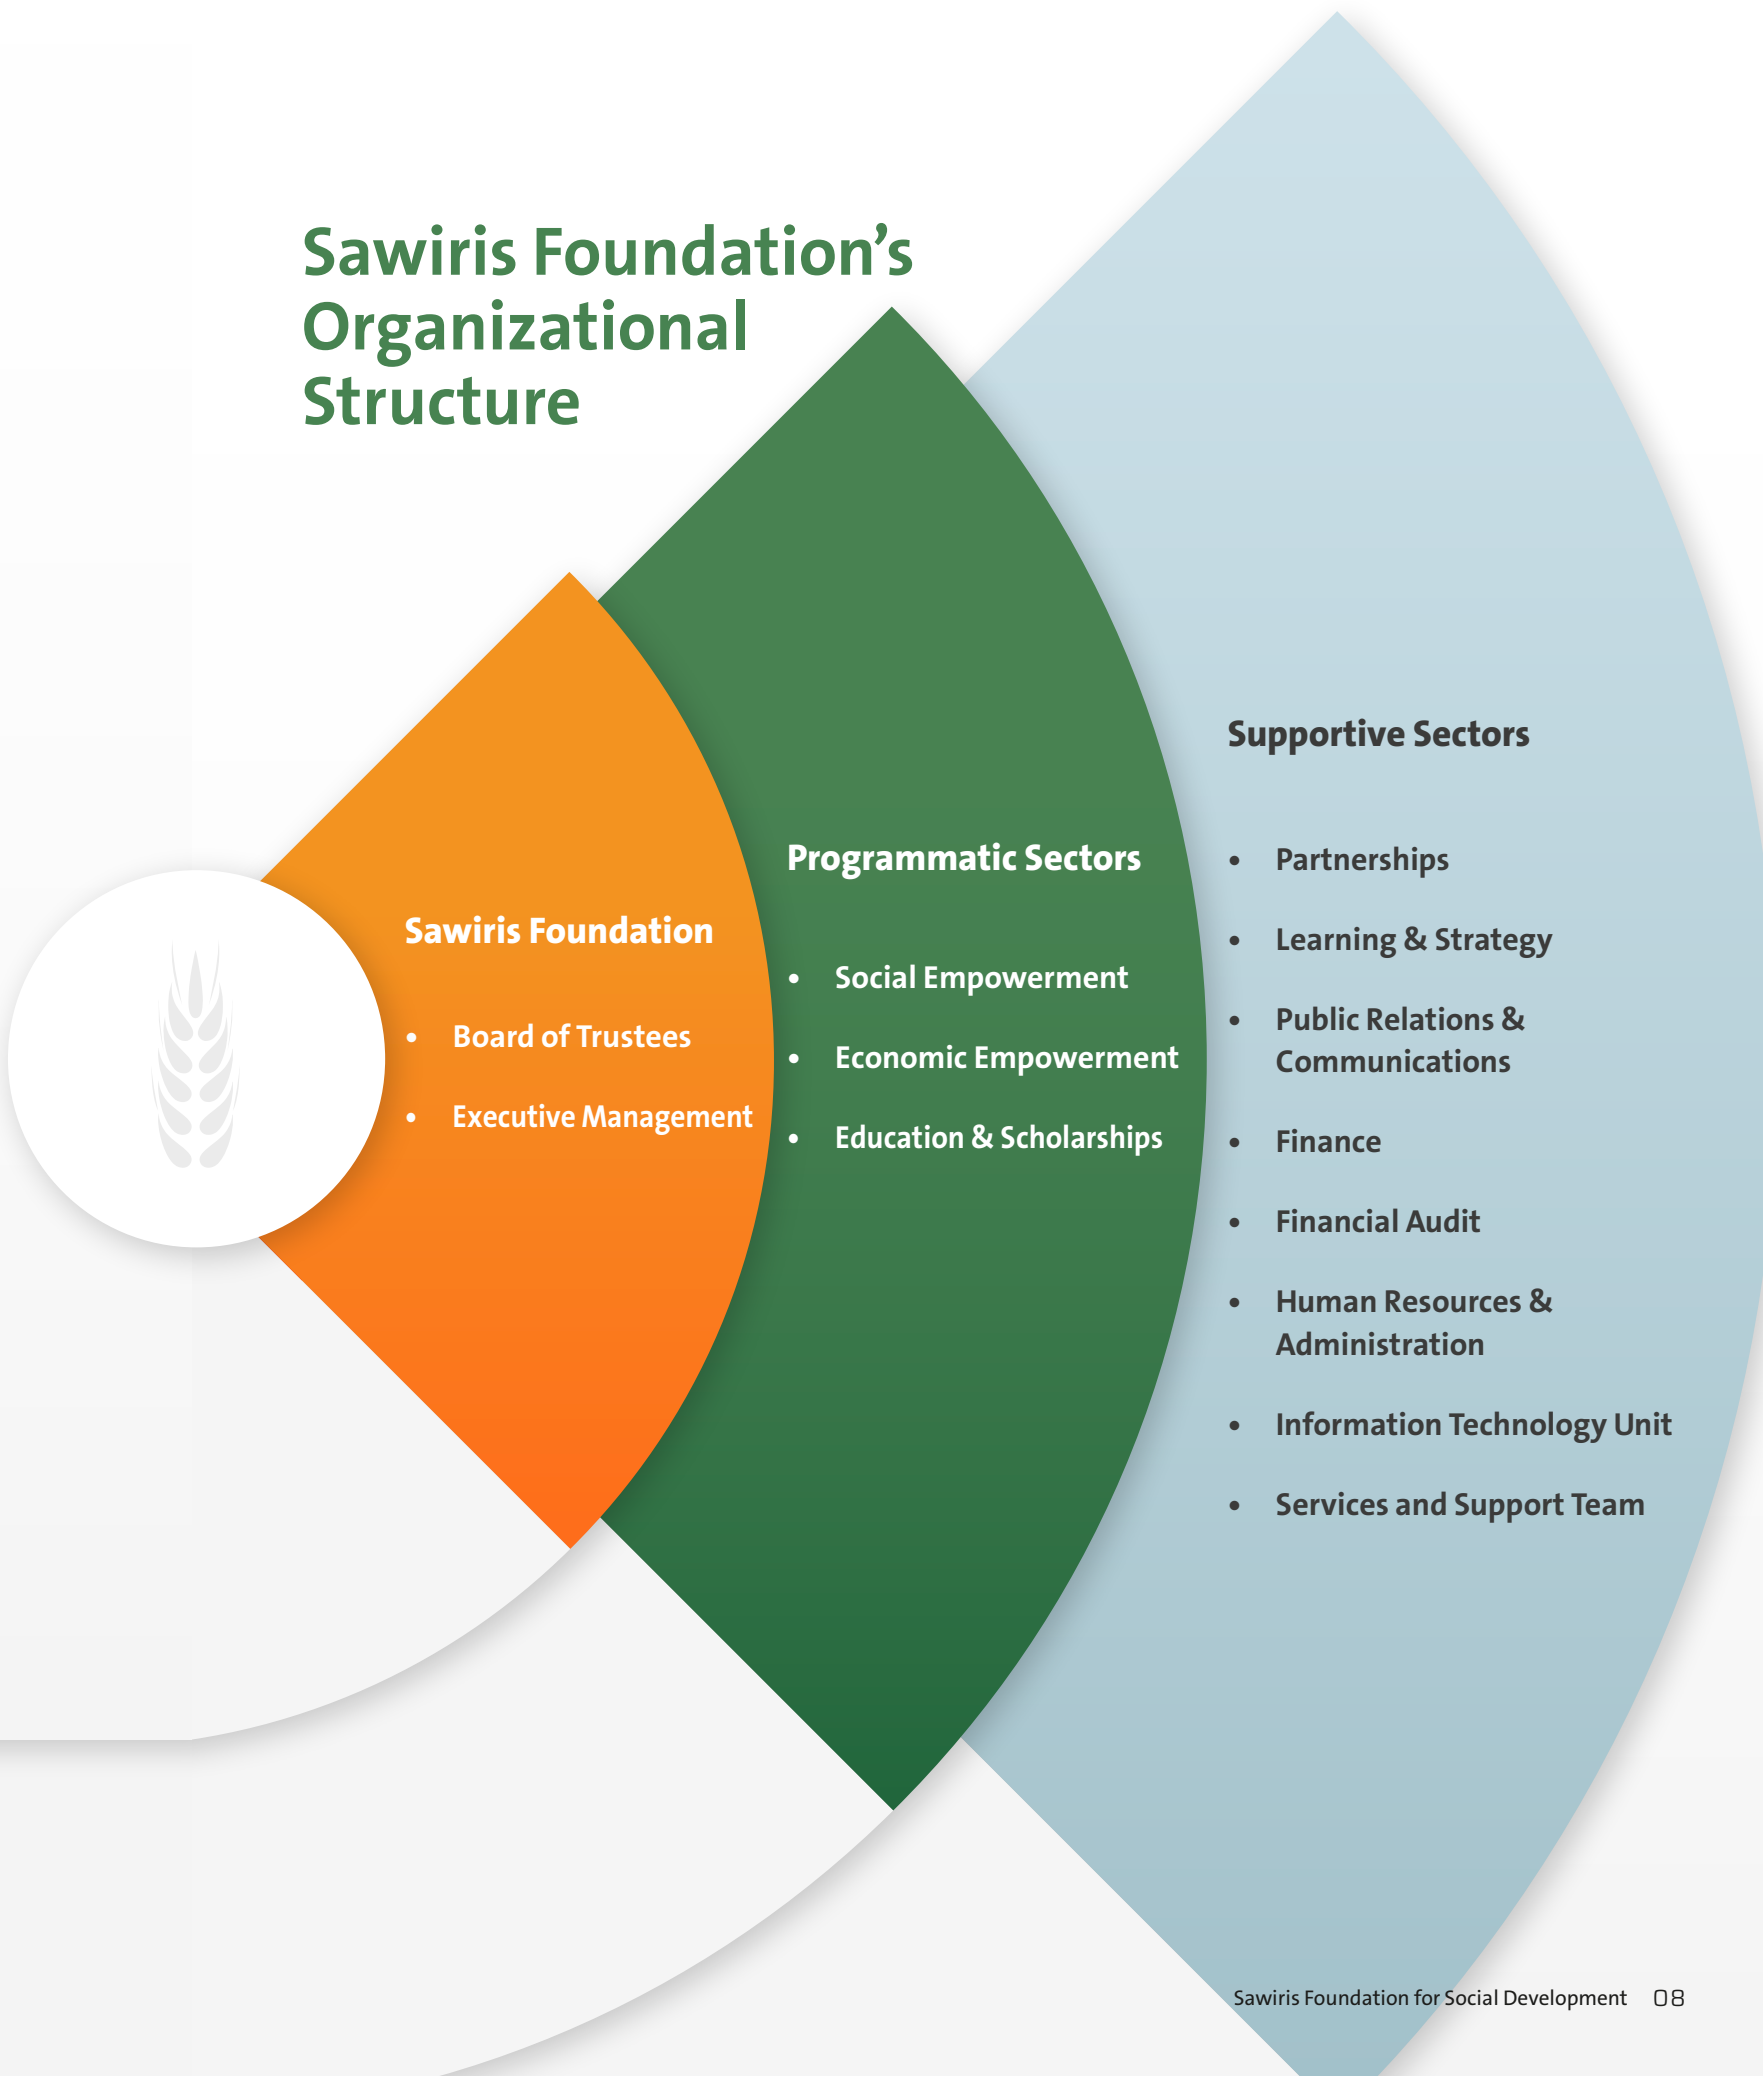 Sawiris Foundation’s
Organizational
Structure
Sawiris Foundation
• Board of Trustees
• Executive Management
Programmatic Sectors
• Social Empowerment
• Economic Empowerment
• Education & Scholarships
Supportive Sectors
• Partnerships
• Learning & Strategy
• Public Relations &
Communications
• Finance
• Financial Audit
• Human Resources &
Administration
• Information Technology Unit
• Services and Support Team
Sawiris Foundation for Social Development 08